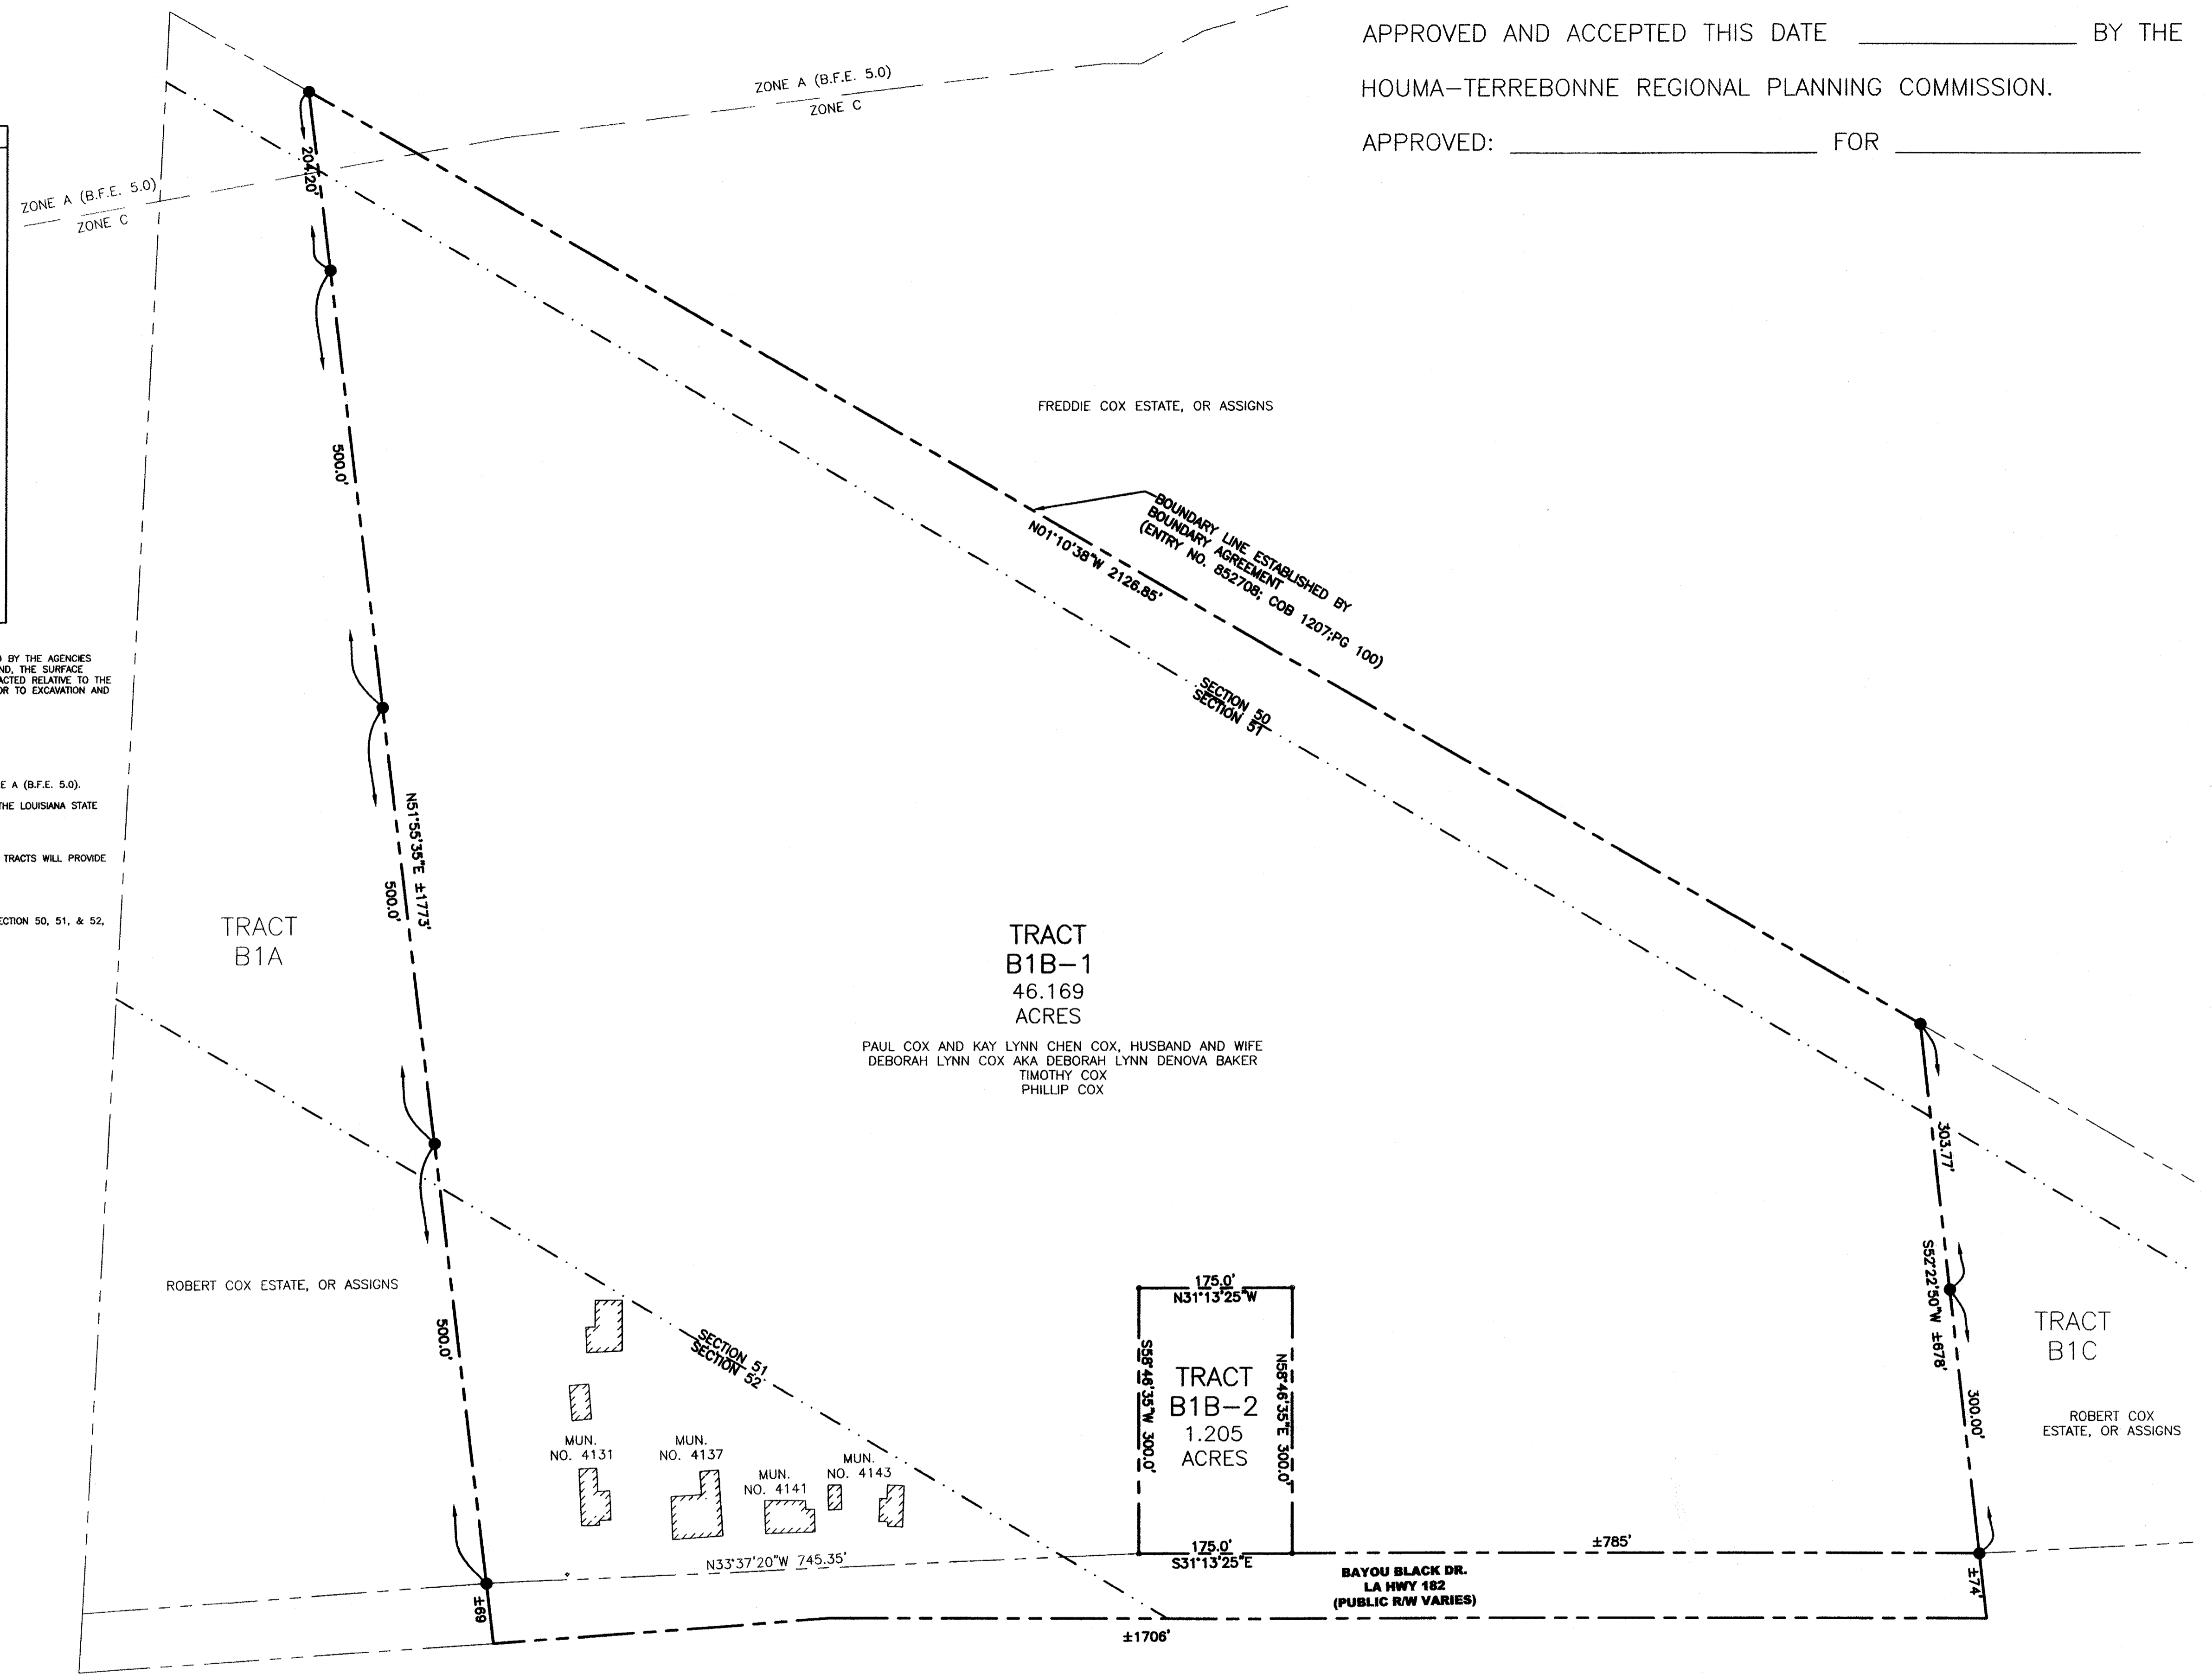 APPROVED AND ACCEPTED THIS DATE ________ BY THE
HOUMA-TERREBONNE REGIONAL PLANNING COMMISSION.
APPROVED: ________ FOR ________
ZONE A (B.F.E. 5.0)
ZONE C
ZONE A (B.F.E. 5.0)
ZONE C
204.20'
500.0'
FREDDIE COX ESTATE, OR ASSIGNS
BOUNDARY LINE ESTABLISHED BY
BOUNDARY AGREEMENT
(ENTRY NO. 852708; COB 1207;PG 100)
N01°10'38"W 2126.85'
SECTION 50
SECTION 51
BY THE AGENCIES
ND, THE SURFACE
ACTED RELATIVE TO THE
OR TO EXCAVATION AND
E A (B.F.E. 5.0).
THE LOUISIANA STATE
TRACTS WILL PROVIDE
ECTION 50, 51, & 52,
N51°55'35"E ±1773'
500.0'
TRACT
B1A
TRACT
B1B-1
46.169
ACRES
PAUL COX AND KAY LYNN CHEN COX, HUSBAND AND WIFE
DEBORAH LYNN COX AKA DEBORAH LYNN DENOVA BAKER
TIMOTHY COX
PHILLIP COX
303.77'
S52°22'50"W ±678'
300.00'
TRACT
B1C
ROBERT COX
ESTATE, OR ASSIGNS
ROBERT COX ESTATE, OR ASSIGNS
500.0'
SECTION 51
SECTION 52
175.0'
N31°13'25"W
S58°46'35"W 300.0'
N58°46'35"E 300.0'
TRACT
B1B-2
1.205
ACRES
175.0'
S31°13'25"E
MUN.
NO. 4131
MUN.
NO. 4137
MUN.
NO. 4141
MUN.
NO. 4143
N33°37'20"W 745.35'
±785'
BAYOU BLACK DR.
LA HWY 182
(PUBLIC R/W VARIES)
±69
±74'
±1706'